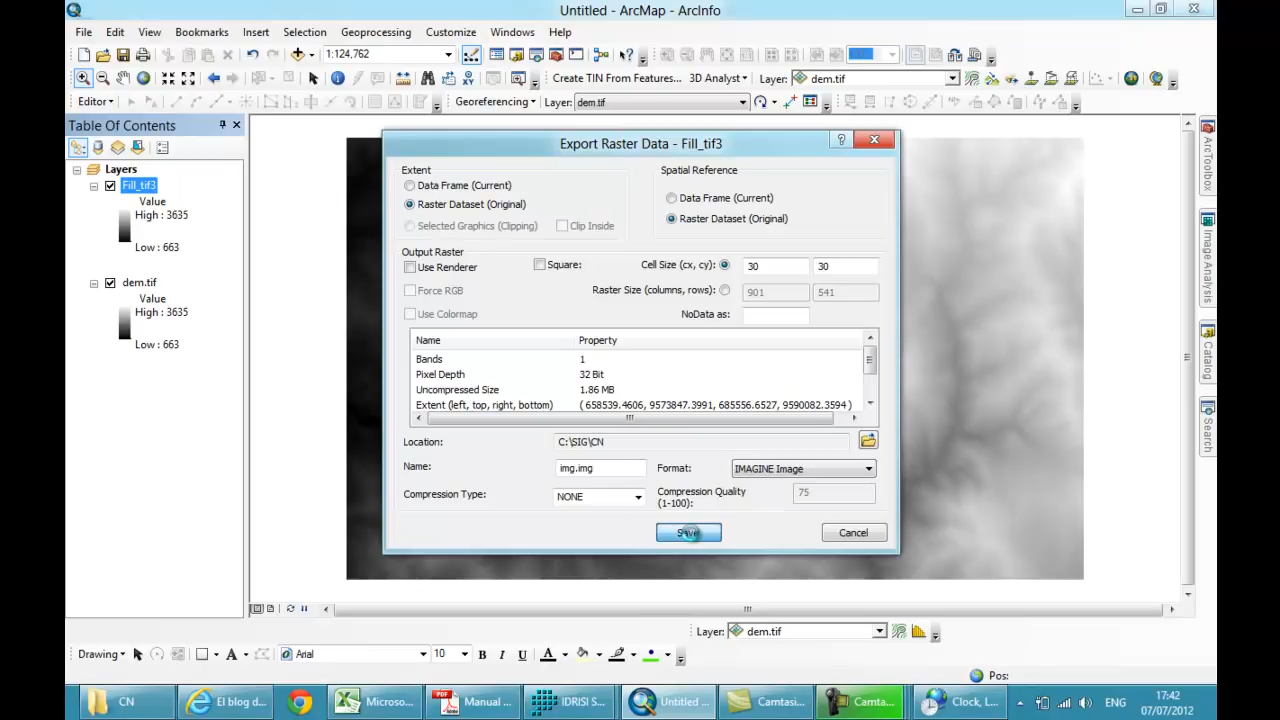 Untitled - ArcMap - ArcInfo
File Edit View Bookmarks Insert Selection Geoprocessing Customize Windows Help
1:124,762
Create TIN From Features... 3D Analyst Layer: dem.tif
Editor Georeferencing Layer: dem.tif
Table Of Contents
Layers
Fill_tif3
Value
High : 3635
Low : 663
dem.tif
Value
High : 3635
Low : 663
Export Raster Data - Fill_tif3
Extent
Data Frame (Current)
Raster Dataset (Original)
Selected Graphics (Clipping) Clip Inside
Spatial Reference
Data Frame (Current)
Raster Dataset (Original)
Output Raster
Use Renderer Square: Cell Size (cx, cy): 30 30
Force RGB Raster Size (columns, rows): 901 541
Use Colormap NoData as:
Name Property
Bands 1
Pixel Depth 32 Bit
Uncompressed Size 1.86 MB
Extent (left, top, right, bottom) ( 658539.4606, 9573847.3991, 685556.6527, 9590082.3594 )
Location: C:\SIG\CN
Name: img.img Format: IMAGINE Image
Compression Type: NONE Compression Quality (1-100): 75
Save Cancel
ArcToolbox
Image Analysis
Catalog
Search
Layer: dem.tif
Drawing A Arial 10 B I U A
Pos:
CN El blog d... Microso... Manual ... IDRISI S... Untitled ... Camtasi... Camta... Clock, L... ENG 17:42
07/07/2012